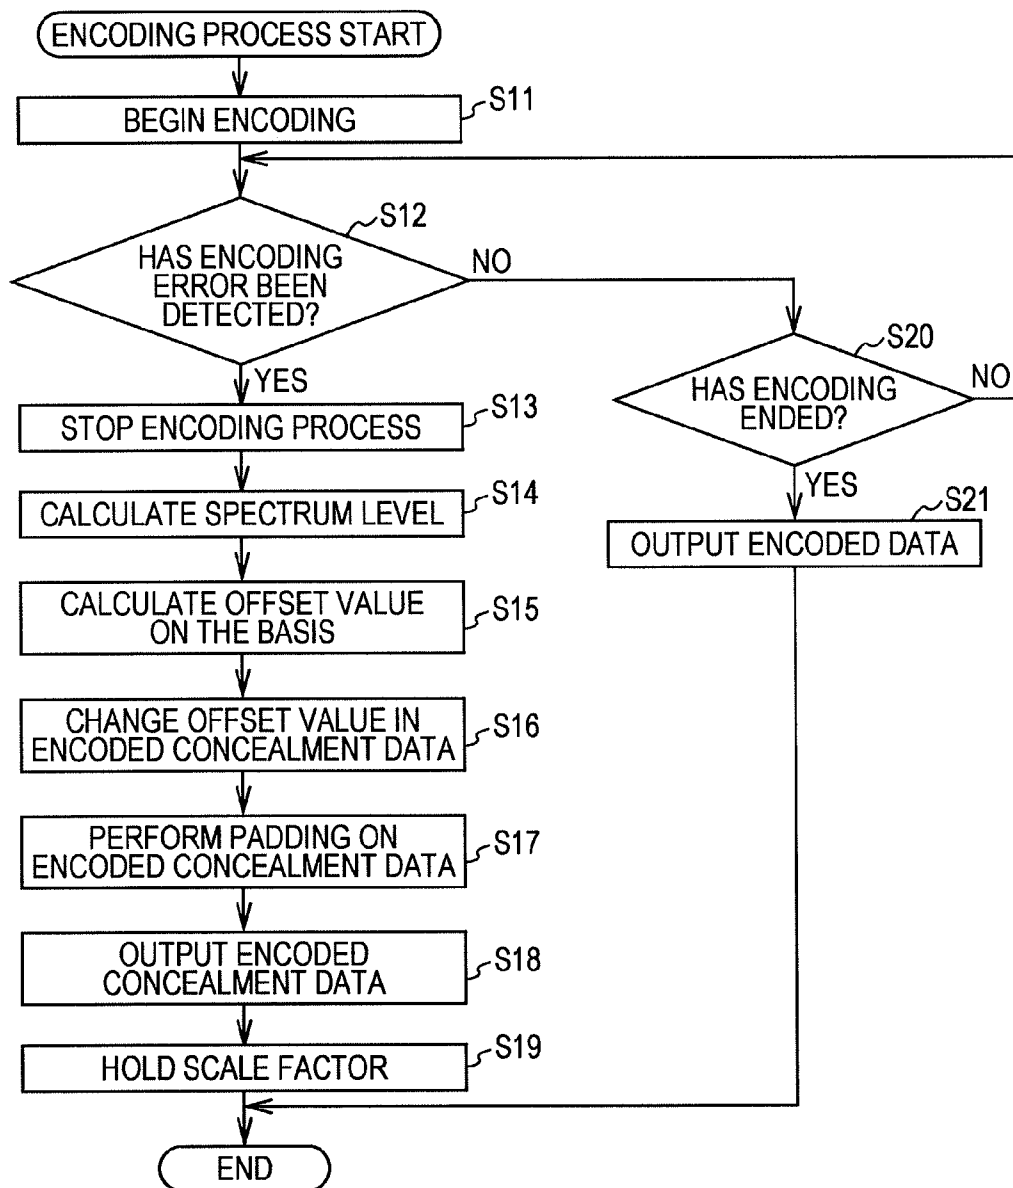 ENCODING PROCESS START
BEGIN ENCODING
S11
HAS ENCODING
ERROR BEEN
DETECTED?
S12
NO
YES
STOP ENCODING PROCESS
S13
CALCULATE SPECTRUM LEVEL
S14
CALCULATE OFFSET VALUE
ON THE BASIS
S15
CHANGE OFFSET VALUE IN
ENCODED CONCEALMENT DATA
S16
PERFORM PADDING ON
ENCODED CONCEALMENT DATA
S17
OUTPUT ENCODED
CONCEALMENT DATA
S18
HOLD SCALE FACTOR
S19
HAS ENCODING
ENDED?
S20
NO
YES
OUTPUT ENCODED DATA
S21
END